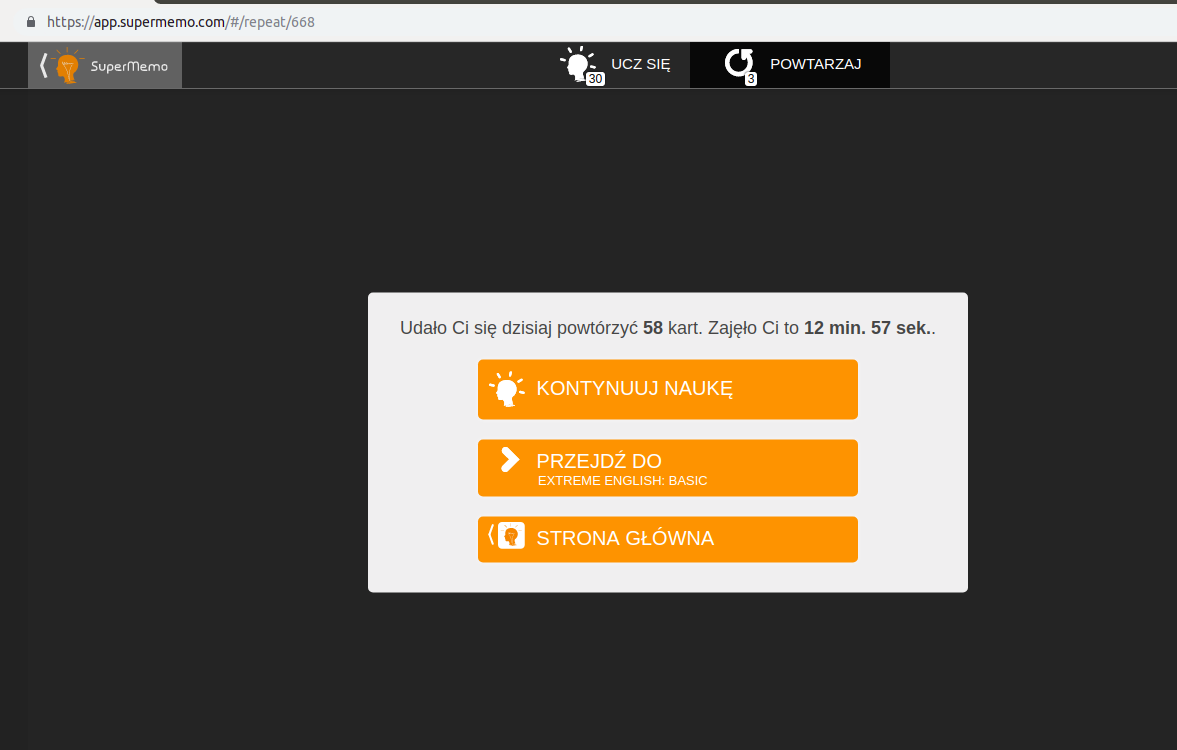 https://app.supermemo.com/#/repeat/668
SuperMemo
30
UCZ SIĘ
3
POWTARZAJ
Udało Ci się dzisiaj powtórzyć 58 kart. Zajęło Ci to 12 min. 57 sek..
KONTYNUUJ NAUKĘ
PRZEJDŹ DO
EXTREME ENGLISH: BASIC
STRONA GŁÓWNA